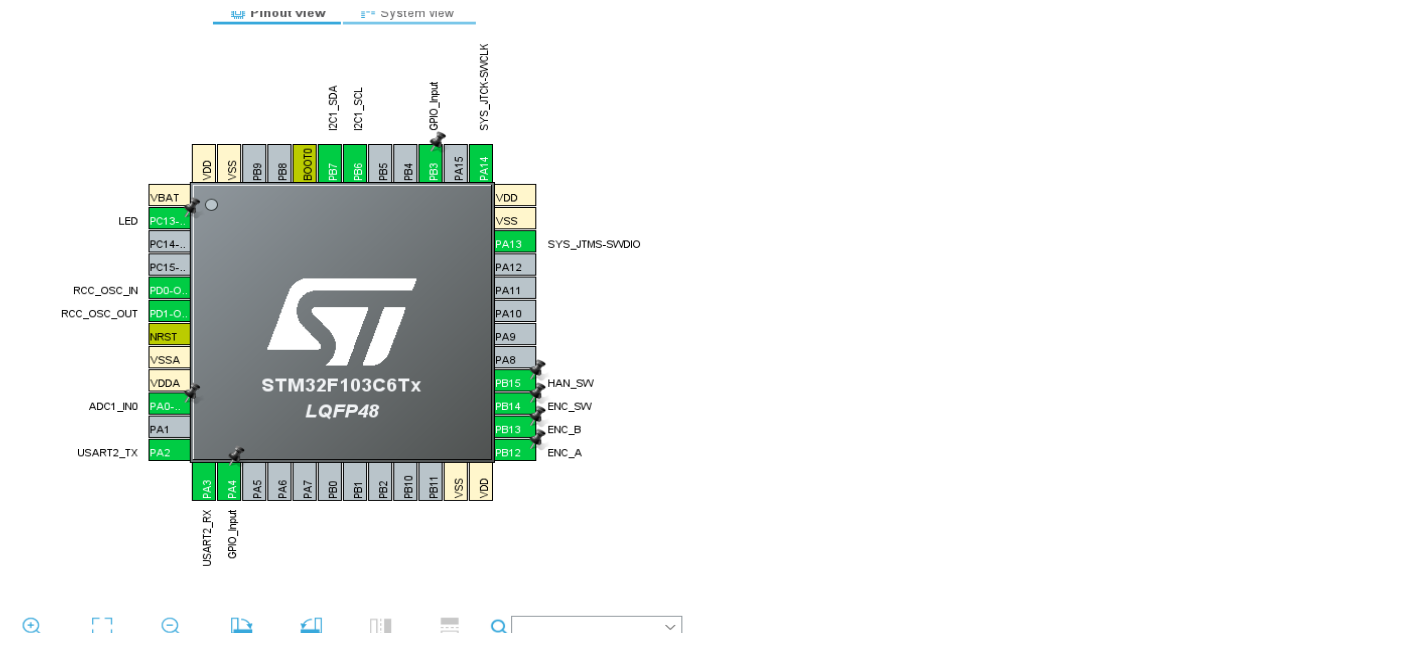 Pinout view
System view
SYS_JTCK-SWCLK
I2C1_SDA
I2C1_SCL
GPIO_Input
VDD
VSS
PB9
PB8
BOOT0
PB7
PB6
PB5
PB4
PB3
PA15
PA14
VBAT
LED
PC13-..
PC14-..
PC15-..
RCC_OSC_IN
PD0-O..
RCC_OSC_OUT
PD1-O..
NRST
VSSA
VDDA
ADC1_IN0
PA0-..
PA1
USART2_TX
PA2
ST
STM32F103C6Tx
LQFP48
VDD
VSS
PA13
SYS_JTMS-SWDIO
PA12
PA11
PA10
PA9
PA8
PB15
HAN_SW
PB14
ENC_SW
PB13
ENC_B
PB12
ENC_A
PA3
PA4
PA5
PA6
PA7
PB0
PB1
PB2
PB10
PB11
VSS
VDD
USART2_RX
GPIO_Input